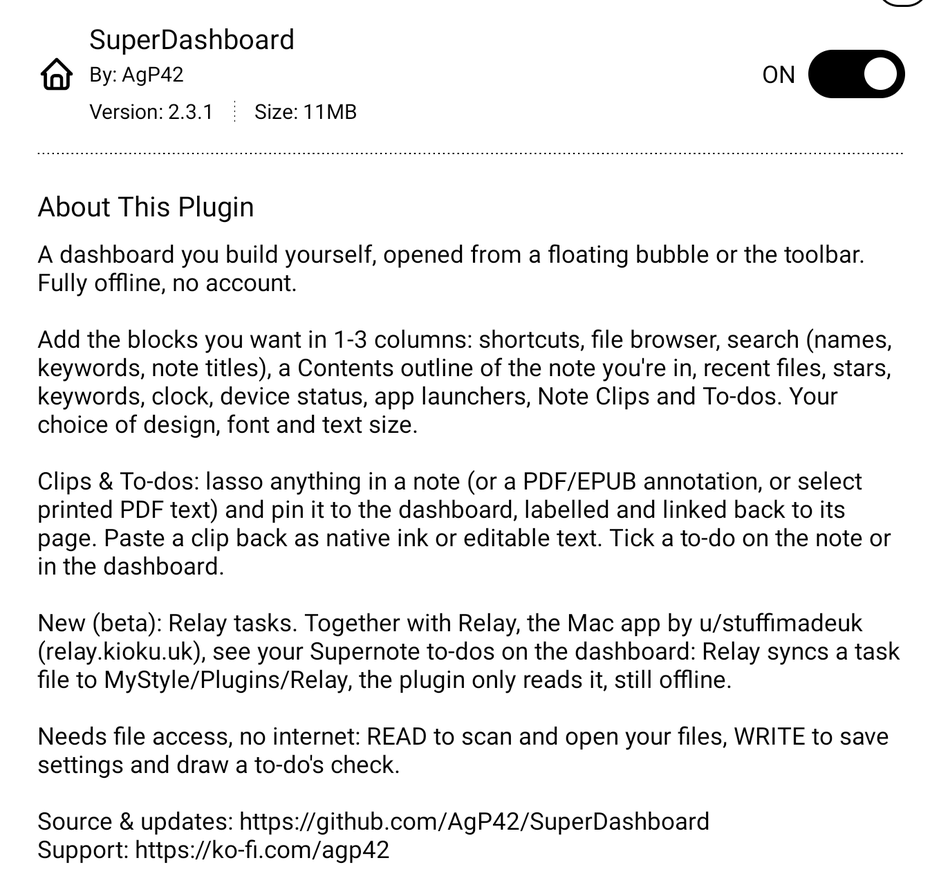 SuperDashboard
By: AgP42
ON
Version: 2.3.1
Size: 11MB
About This Plugin
A dashboard you build yourself, opened from a floating bubble or the toolbar.
Fully offline, no account.
Add the blocks you want in 1-3 columns: shortcuts, file browser, search (names,
keywords, note titles), a Contents outline of the note you're in, recent files, stars,
keywords, clock, device status, app launchers, Note Clips and To-dos. Your
choice of design, font and text size.
Clips & To-dos: lasso anything in a note (or a PDF/EPUB annotation, or select
printed PDF text) and pin it to the dashboard, labelled and linked back to its
page. Paste a clip back as native ink or editable text. Tick a to-do on the note or
in the dashboard.
New (beta): Relay tasks. Together with Relay, the Mac app by u/stuffimadeuk
(relay.kioku.uk), see your Supernote to-dos on the dashboard: Relay syncs a task
file to MyStyle/Plugins/Relay, the plugin only reads it, still offline.
Needs file access, no internet: READ to scan and open your files, WRITE to save
settings and draw a to-do's check.
Source & updates: https://github.com/AgP42/SuperDashboard
Support: https://ko-fi.com/agp42